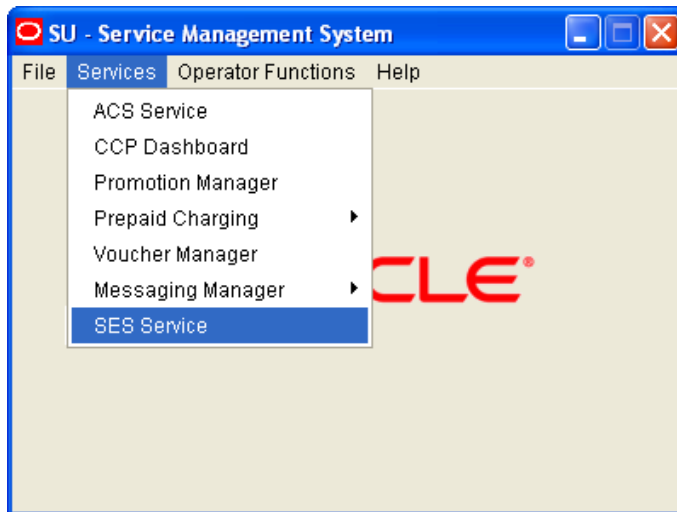 SU - Service Management System
File Services Operator Functions Help
ACS Service
CCP Dashboard
Promotion Manager
Prepaid Charging
Voucher Manager
Messaging Manager
CLE®
SES Service